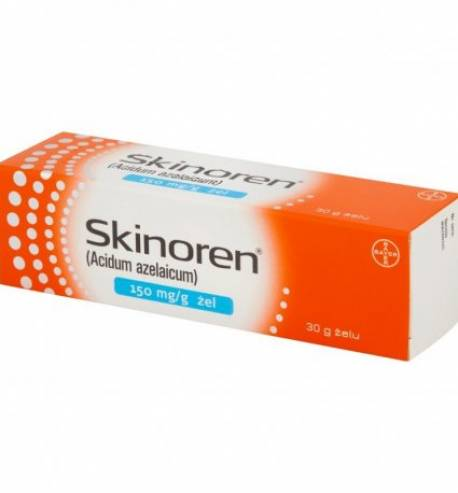 Skinoren®
(Acidum azelaicum)
150 mg/g żel
30 g żelu
Skinoren®
(Acidum azelaicum)
150 mg/g żel
30 g żelu
BAYER